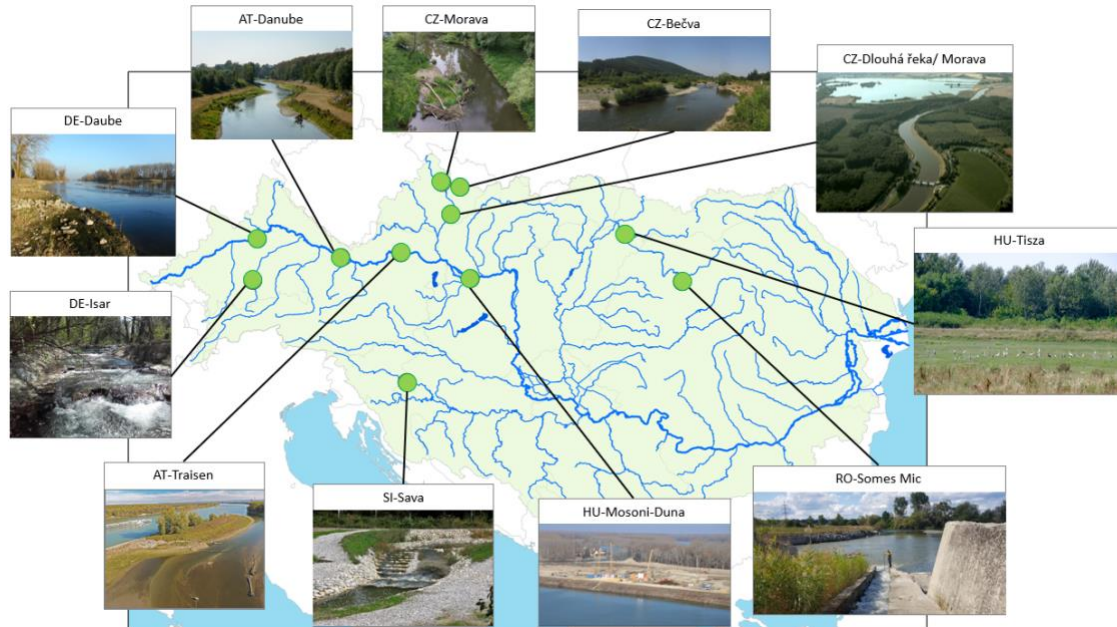 AT-Danube
CZ-Morava
CZ-Bečva
CZ-Dlouhá řeka/ Morava
DE-Daube
HU-Tisza
DE-Isar
AT-Traisen
SI-Sava
HU-Mosoni-Duna
RO-Somes Mic